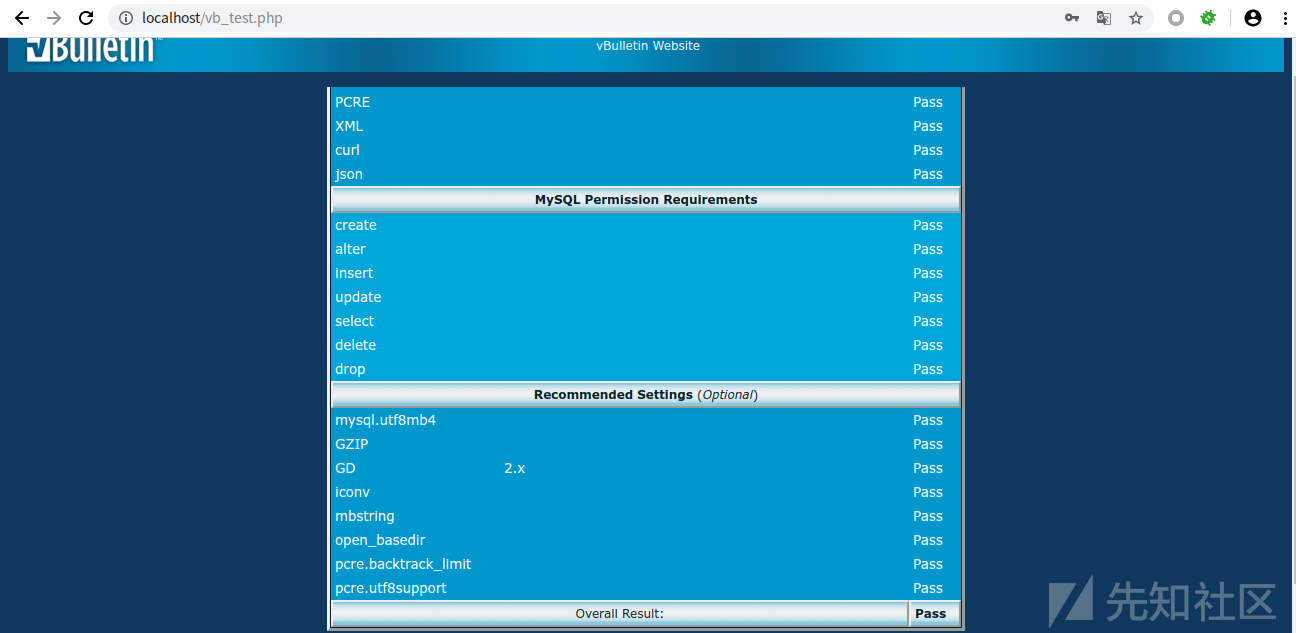 localhost/vb_test.php
vBulletin
vBulletin Website
PCRE Pass
XML Pass
curl Pass
json Pass
MySQL Permission Requirements
create Pass
alter Pass
insert Pass
update Pass
select Pass
delete Pass
drop Pass
Recommended Settings (Optional)
mysql.utf8mb4 Pass
GZIP Pass
GD 2.x Pass
iconv Pass
mbstring Pass
open_basedir Pass
pcre.backtrack_limit Pass
pcre.utf8support Pass
Overall Result: Pass
先知社区